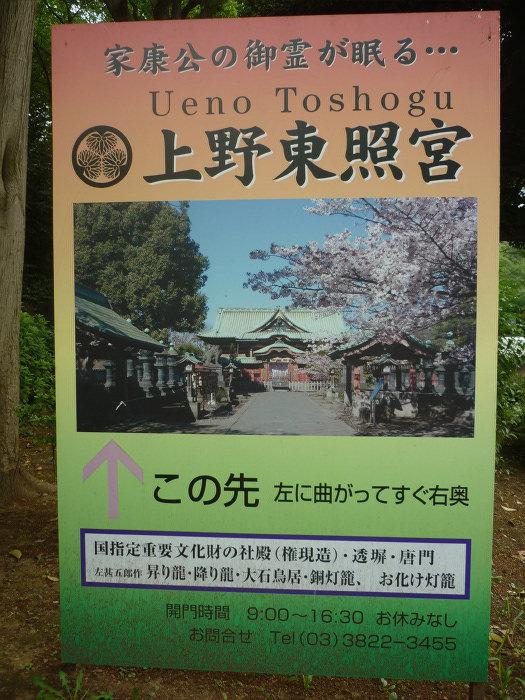 家康公の御霊が眠る…
Ueno Toshogu
上野東照宮
この先 左に曲がってすぐ右奥
国指定重要文化財の社殿(権現造)・透塀・唐門
左甚五郎作 昇り龍・降り龍・大石鳥居・銅灯籠、お化け灯籠
開門時間 9:00〜16:30 お休みなし
お問合せ Tel(03)3822-3455